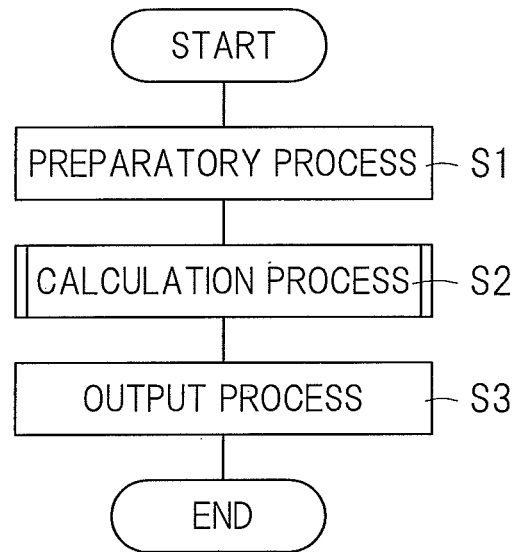 START
PREPARATORY PROCESS S1
CALCULATION PROCESS S2
OUTPUT PROCESS S3
END